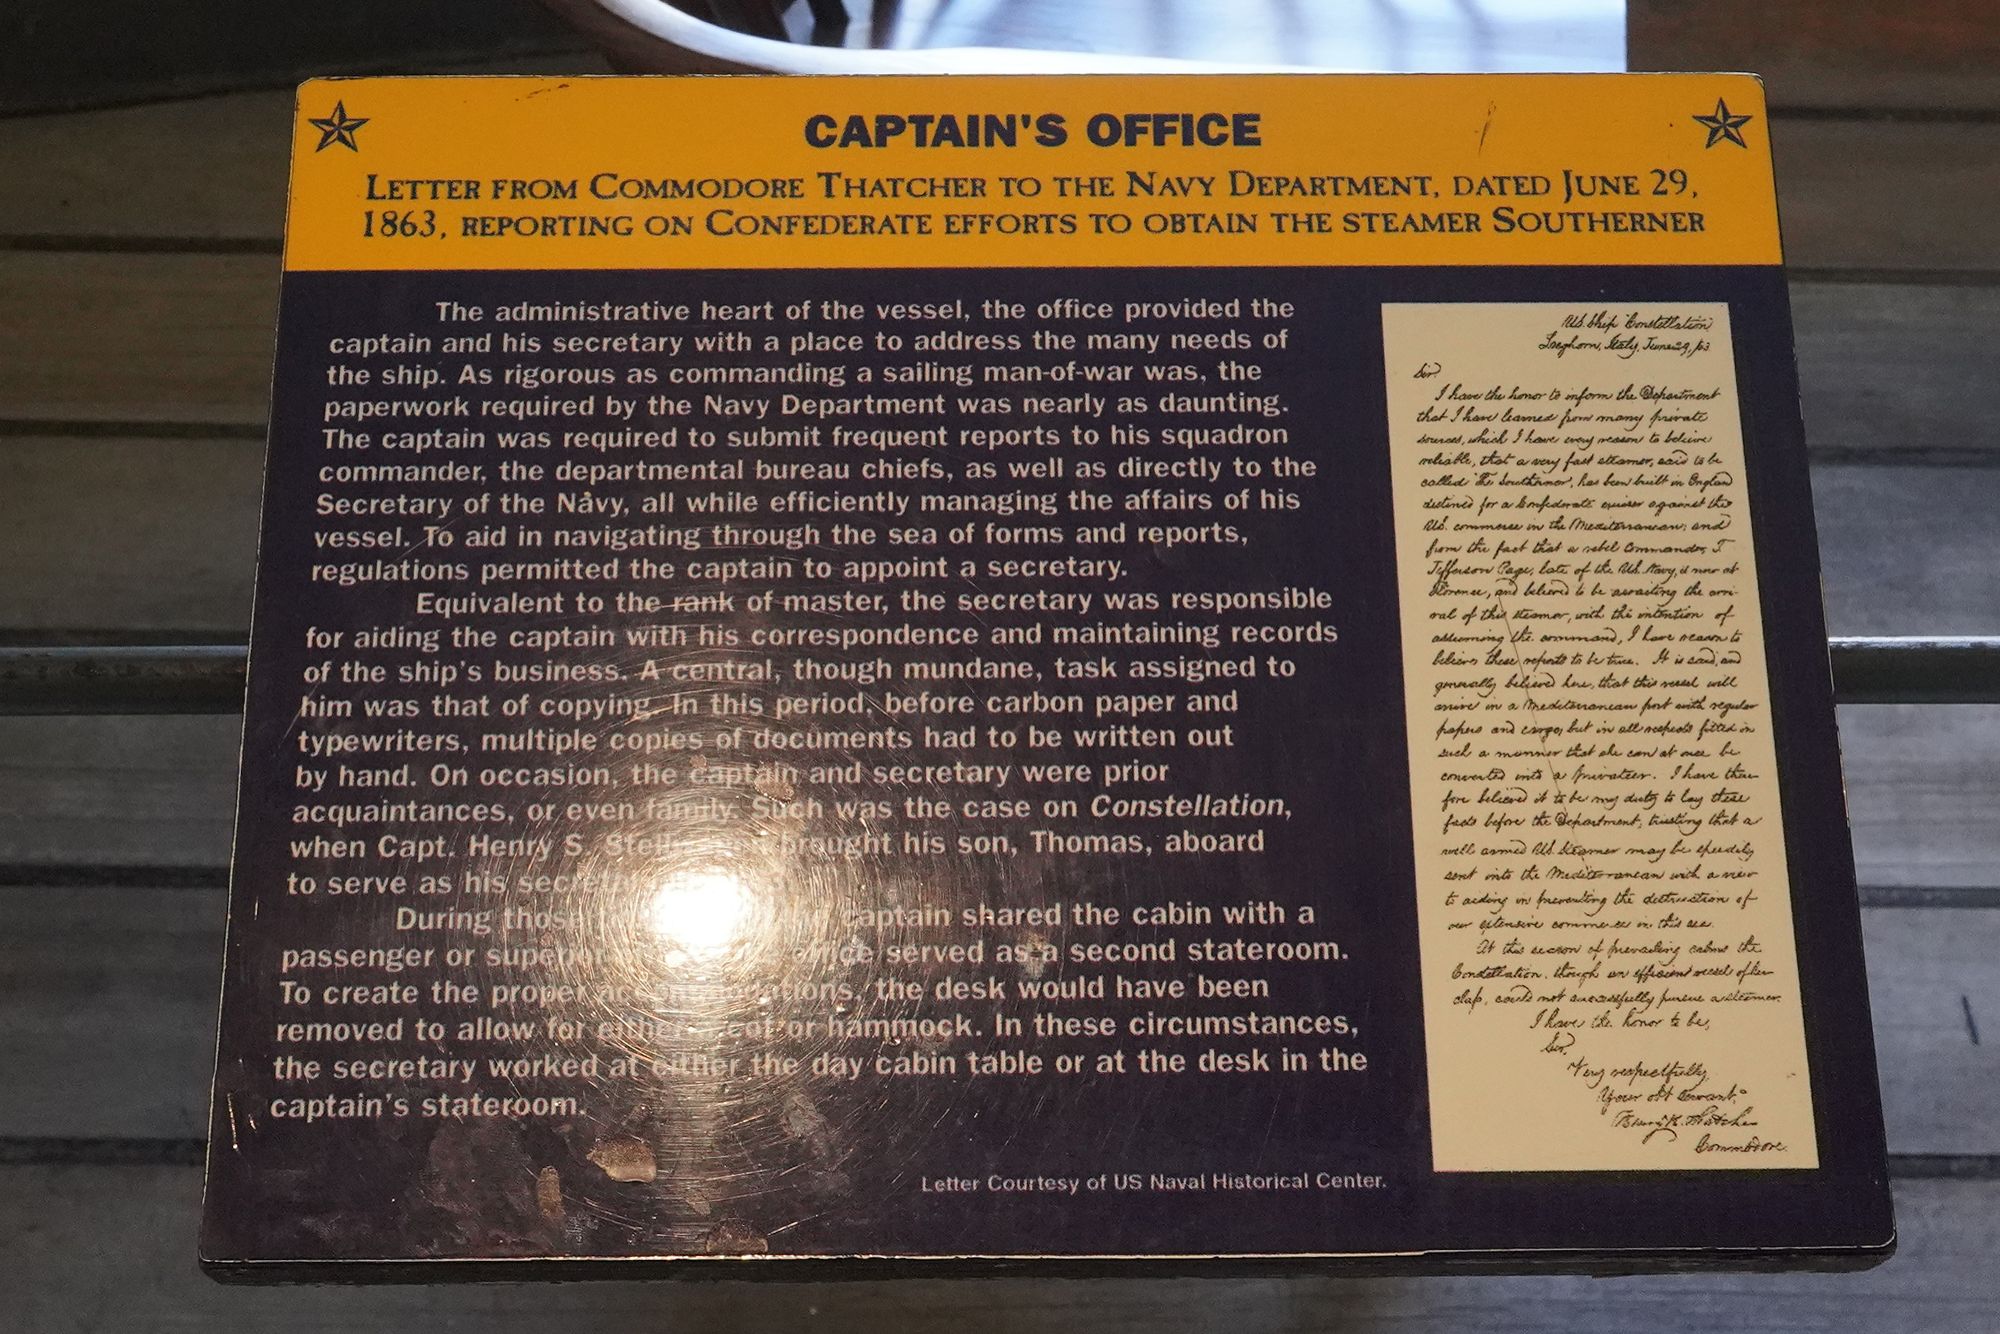 CAPTAIN'S OFFICE
LETTER FROM COMMODORE THATCHER TO THE NAVY DEPARTMENT, DATED JUNE 29,
1863, REPORTING ON CONFEDERATE EFFORTS TO OBTAIN THE STEAMER SOUTHERNER
The administrative heart of the vessel, the office provided the
captain and his secretary with a place to address the many needs of
the ship. As rigorous as commanding a sailing man-of-war was, the
paperwork required by the Navy Department was nearly as daunting.
The captain was required to submit frequent reports to his squadron
commander, the departmental bureau chiefs, as well as directly to the
Secretary of the Navy, all while efficiently managing the affairs of his
vessel. To aid in navigating through the sea of forms and reports,
regulations permitted the captain to appoint a secretary.
Equivalent to the rank of master, the secretary was responsible
for aiding the captain with his correspondence and maintaining records
of the ship's business. A central, though mundane, task assigned to
him was that of copying. In this period, before carbon paper and
typewriters, multiple copies of documents had to be written out
by hand. On occasion, the captain and secretary were prior
acquaintances, or even family. Such was the case on Constellation,
when Capt. Henry S. brought his son, Thomas, aboard
to serve as his
During those captain shared the cabin with a
passenger or served as a second stateroom.
To create the proper accommodations, the desk would have been
removed to allow for either cot or hammock. In these circumstances,
the secretary worked at either the day cabin table or at the desk in the
captain's stateroom.
Letter Courtesy of US Naval Historical Center.
U.S. Ship Constellation
Leghorn, Italy, June 29, /63
Sir.
I have the honor to inform the Department
that I have learned from many private
sources, which I have every reason to believe
reliable, that a very fast steamer, said to be
called The Southerner, has been built in England
destined for a Confederate cruiser against the
U.S. commerce in the Mediterranean; and
from the fact that a rebel Commander, T.
Jefferson Page, late of the U.S. Navy, is now at
Florence, and believed to be awaiting the arri-
val of this steamer, with the intention of
assuming the command, I have reason to
believe these reports to be true. It is said, and
generally believed here, that this vessel will
arrive in a Mediterranean port with regular
papers and cargo, but in all respects fitted in
such a manner that she can at once be
converted into a privateer. I have there
fore believed it to be my duty to lay these
facts before the Department, trusting that a
well armed U.S. Steamer may be speedily
sent into the Mediterranean with a view
to aiding in preventing the destruction of
our extensive commerce in this sea.
At this season of prevailing calms the
Constellation, though an efficient vessel of her
class, could not successfully pursue a steamer.
I have the honor to be,
Sir,
Very respectfully
Your obt Servant,
Thatcher
Commodore.